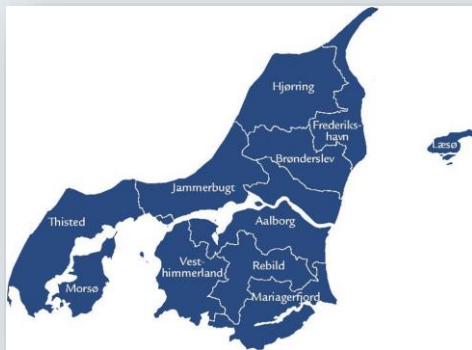 Hjørring
Frederiks-
havn
Læsø
Brønderslev
Jammerbugt
Thisted
Aalborg
Vest-
himmerland
Rebild
Morsø
Mariagerfjord